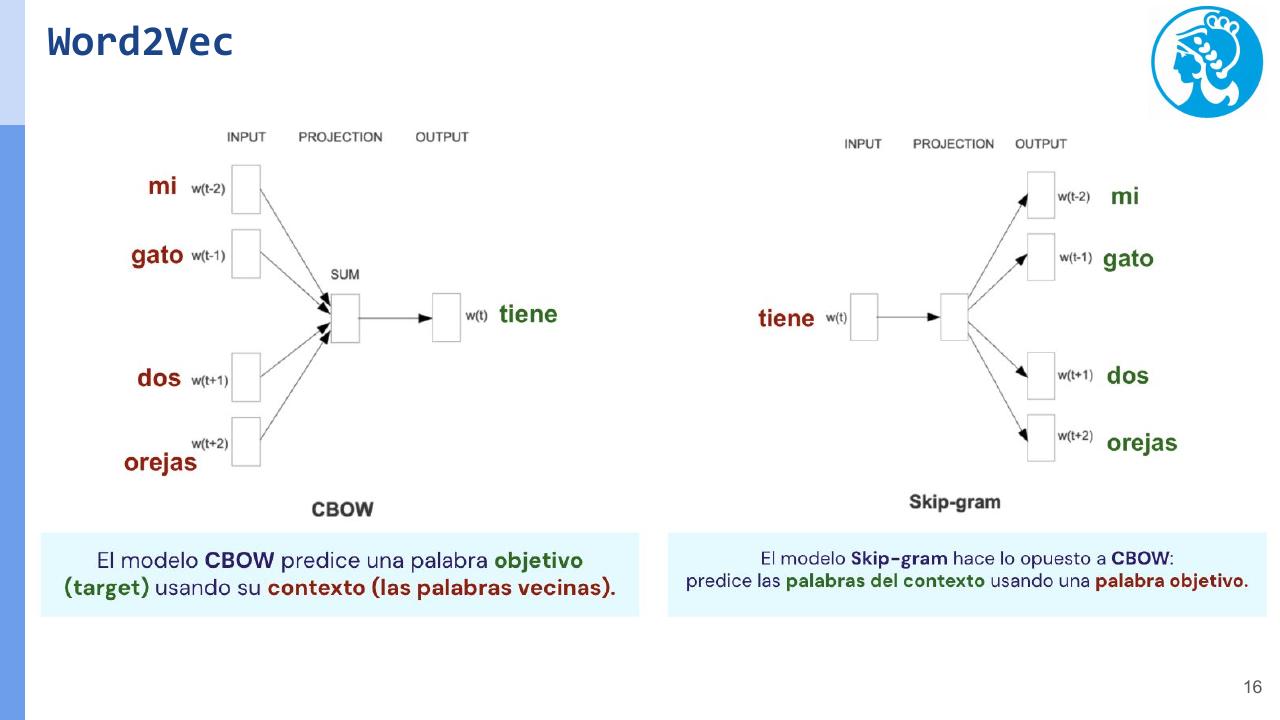 Word2Vec
INPUT PROJECTION OUTPUT
mi w(t-2)
gato w(t-1)
SUM
w(t) tiene
dos w(t+1)
w(t+2)
orejas
CBOW
El modelo CBOW predice una palabra objetivo
(target) usando su contexto (las palabras vecinas).
INPUT PROJECTION OUTPUT
w(t-2) mi
w(t-1) gato
tiene w(t)
w(t+1) dos
w(t+2) orejas
Skip-gram
El modelo Skip-gram hace lo opuesto a CBOW:
predice las palabras del contexto usando una palabra objetivo.
16